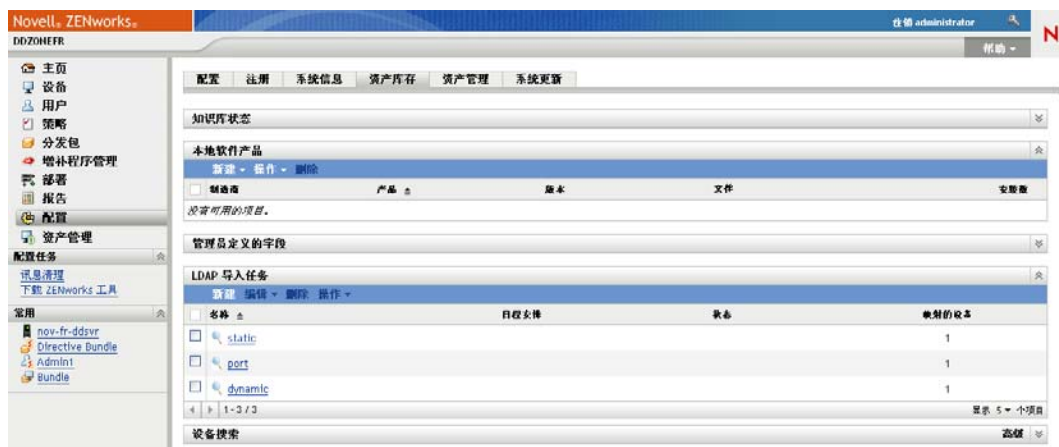 Novell® ZENworks®
注销 administrator
N
DDZONEFR
帮助
主页
设备
用户
策略
分发包
增补程序管理
部署
报告
配置
资产管理
配置任务
讯息清理
下载 ZENworks 工具
常用
nov-fr-ddsvr
Directive Bundle
Admin1
Bundle
配置 注册 系统信息 资产库存 资产管理 系统更新
知识库状态
本地软件产品
新建 操作 删除
制造商 产品 版本 文件 安装数
没有可用的项目。
管理员定义的字段
LDAP 导入任务
新建 编辑 删除 操作
名称 日程安排 状态 映射的设备
static 1
port 1
dynamic 1
1-3 / 3 显示 5 个项目
设备搜索 高级